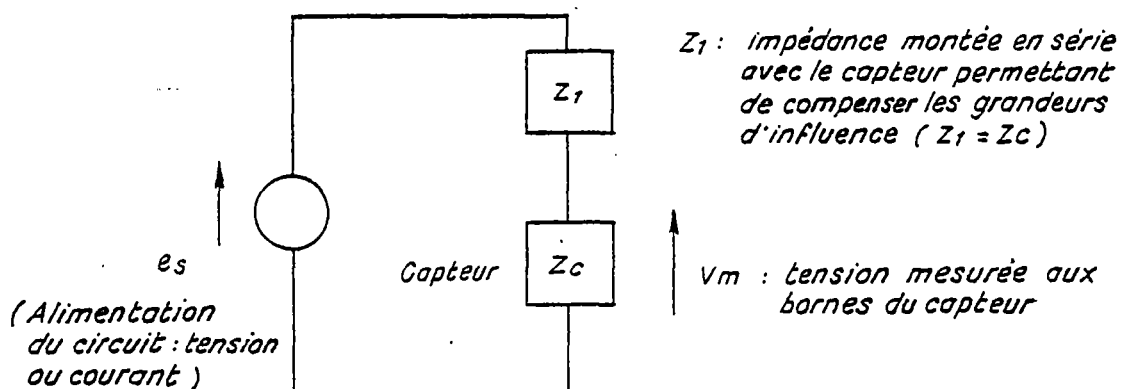 Z1 : impédance montée en série
avec le capteur permettant
de compenser les grandeurs
d'influence ( Z1 = Zc )
Z1
es
( Alimentation
du circuit : tension
ou courant )
Capteur
Zc
Vm : tension mesurée aux
bornes du capteur